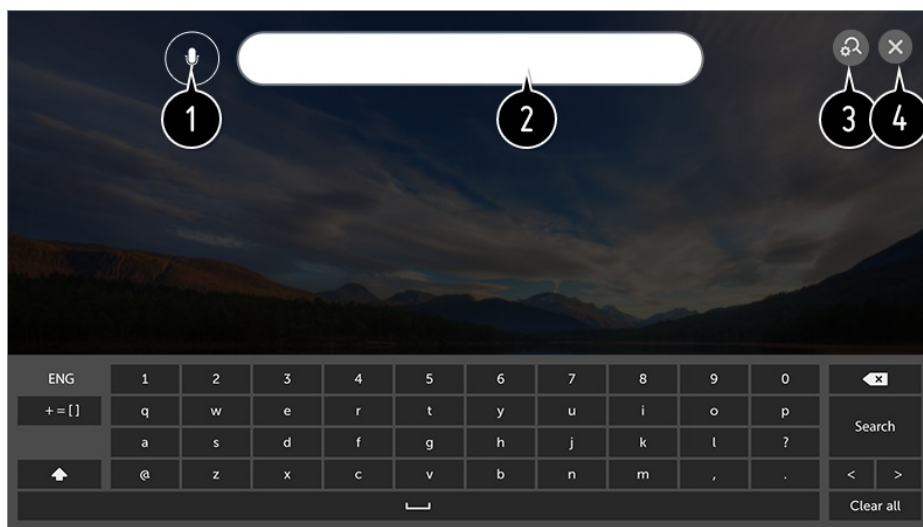 1 2 3 4
ENG 1 2 3 4 5 6 7 8 9 0
+=[] q w e r t y u i o p
Search
a s d f g h j k l ?
@ z x c v b n m , . < >
Clear all